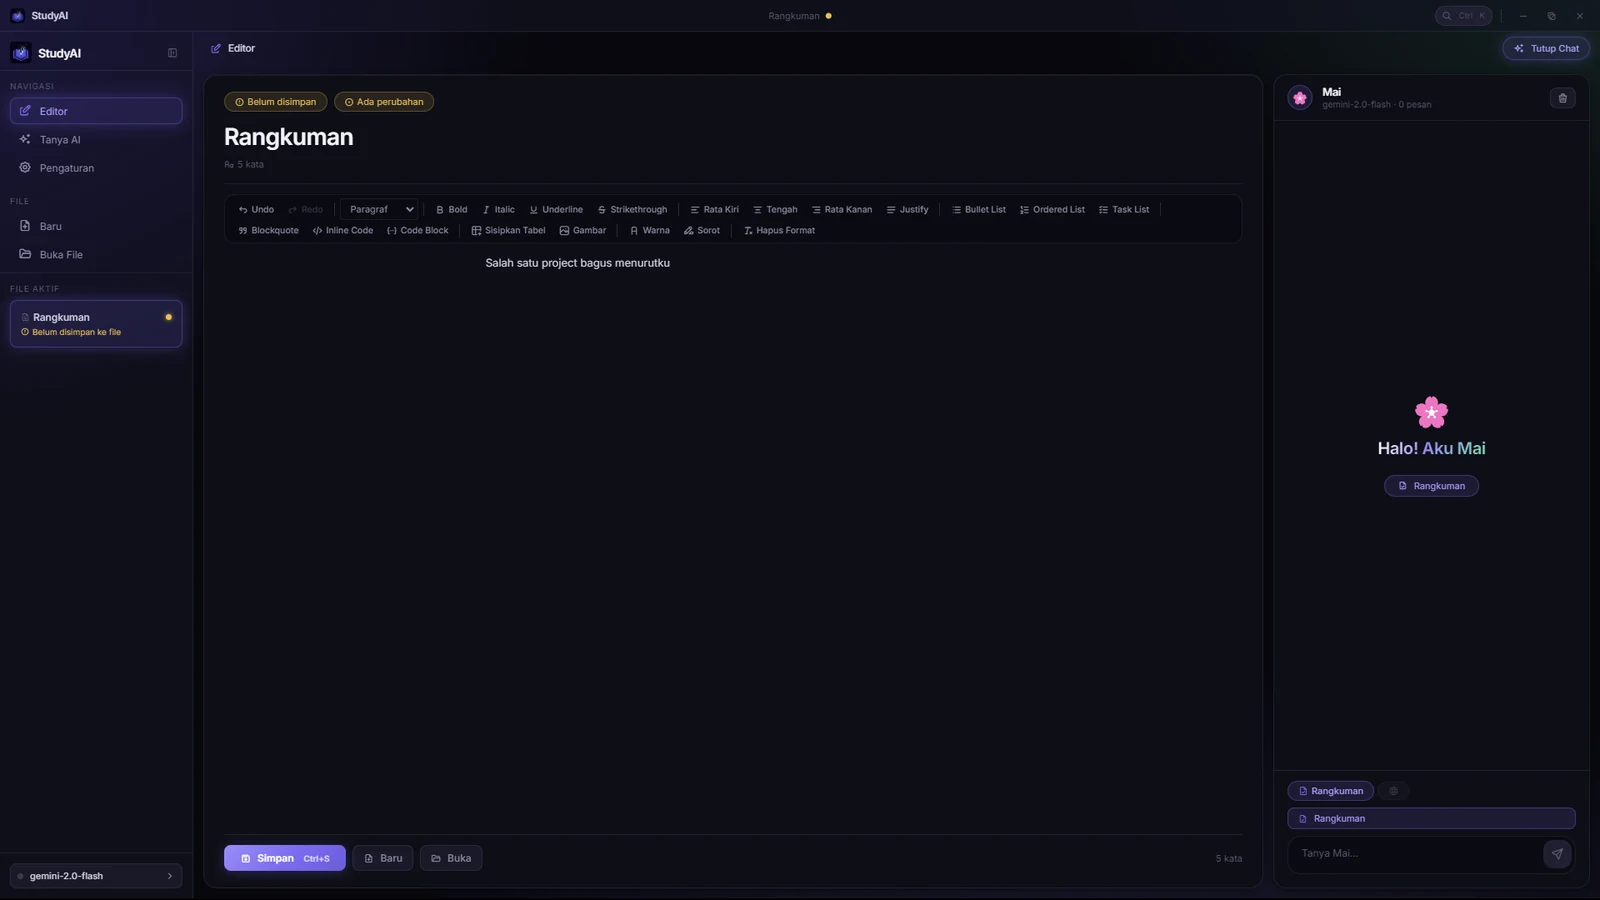 StudyAI
Rangkuman
Ctrl K
StudyAI
NAVIGASI
Editor
Tanya AI
Pengaturan
FILE
Baru
Buka File
FILE AKTIF
Rangkuman
Belum disimpan ke file
gemini-2.0-flash
Editor
Tutup Chat
Belum disimpan
Ada perubahan
Rangkuman
5 kata
Undo Redo Paragraf Bold Italic Underline Strikethrough Rata Kiri Tengah Rata Kanan Justify Bullet List Ordered List Task List
Blockquote Inline Code Code Block Sisipkan Tabel Gambar Warna Sorot Hapus Format
Salah satu project bagus menurutku
Simpan Ctrl+S Baru Buka 5 kata
Mai
gemini-2.0-flash · 0 pesan
Halo! Aku Mai
Rangkuman
Rangkuman
Rangkuman
Tanya Mai...